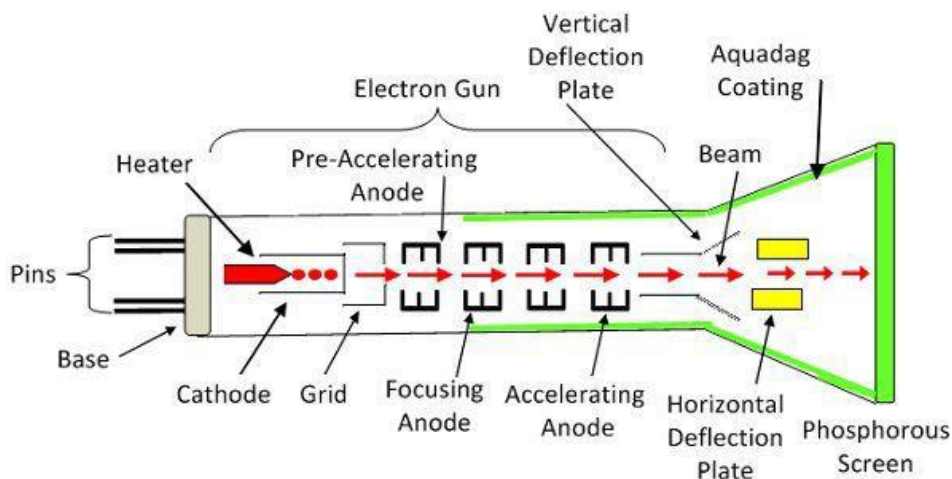 Vertical
Deflection
Plate
Aquadag
Coating
Electron Gun
Heater
Pre-Accelerating
Anode
Beam
Pins
Base
Cathode
Grid
Focusing
Anode
Accelerating
Anode
Horizontal
Deflection
Plate
Phosphorous
Screen